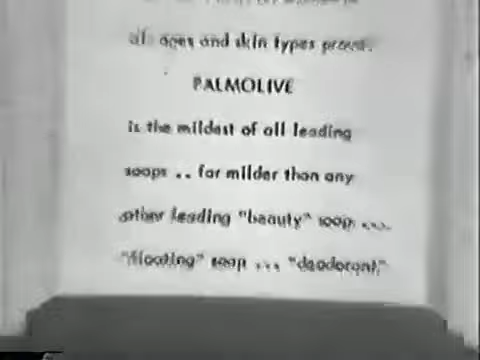 all ages and skin types prove.
PALMOLIVE
is the mildest of all leading
soaps .. far milder than any
other leading "beauty" soap ...
"floating" soap ... "deodorant"